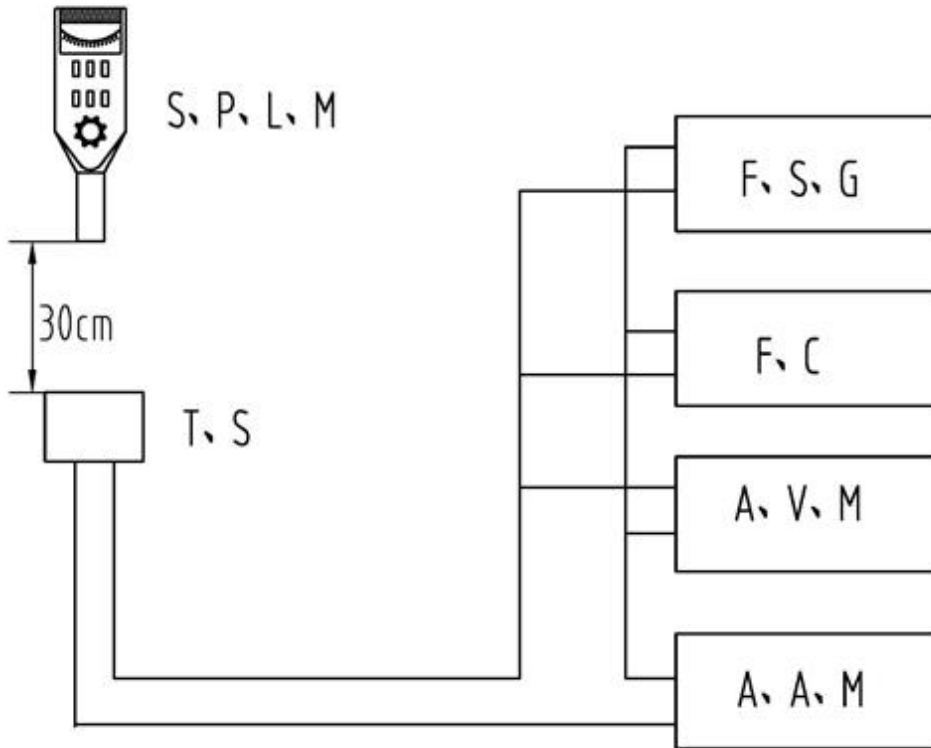 S、P、L、M
F、S、G
30cm
F、C
T、S
A、V、M
A、A、M